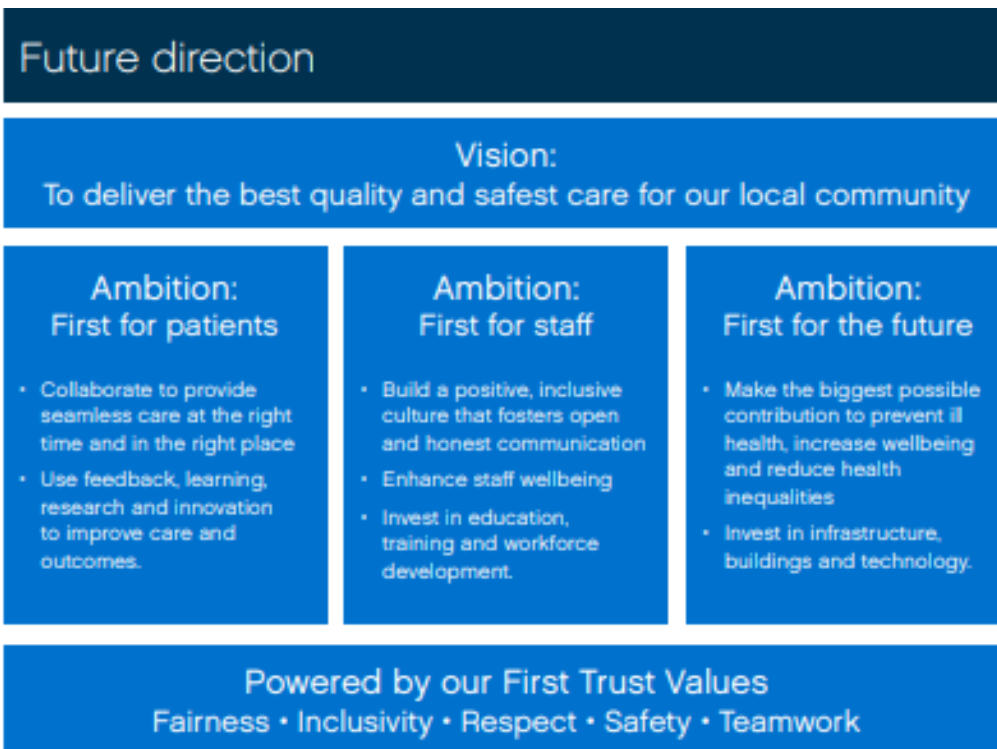 Future direction
Vision:
To deliver the best quality and safest care for our local community
Ambition:
First for patients
• Collaborate to provide
seamless care at the right
time and in the right place
• Use feedback, learning,
research and innovation
to improve care and
outcomes.
Ambition:
First for staff
• Build a positive, inclusive
culture that fosters open
and honest communication
• Enhance staff wellbeing
• Invest in education,
training and workforce
development.
Ambition:
First for the future
• Make the biggest possible
contribution to prevent ill
health, increase wellbeing
and reduce health
inequalities
• Invest in infrastructure,
buildings and technology.
Powered by our First Trust Values
Fairness • Inclusivity • Respect • Safety • Teamwork